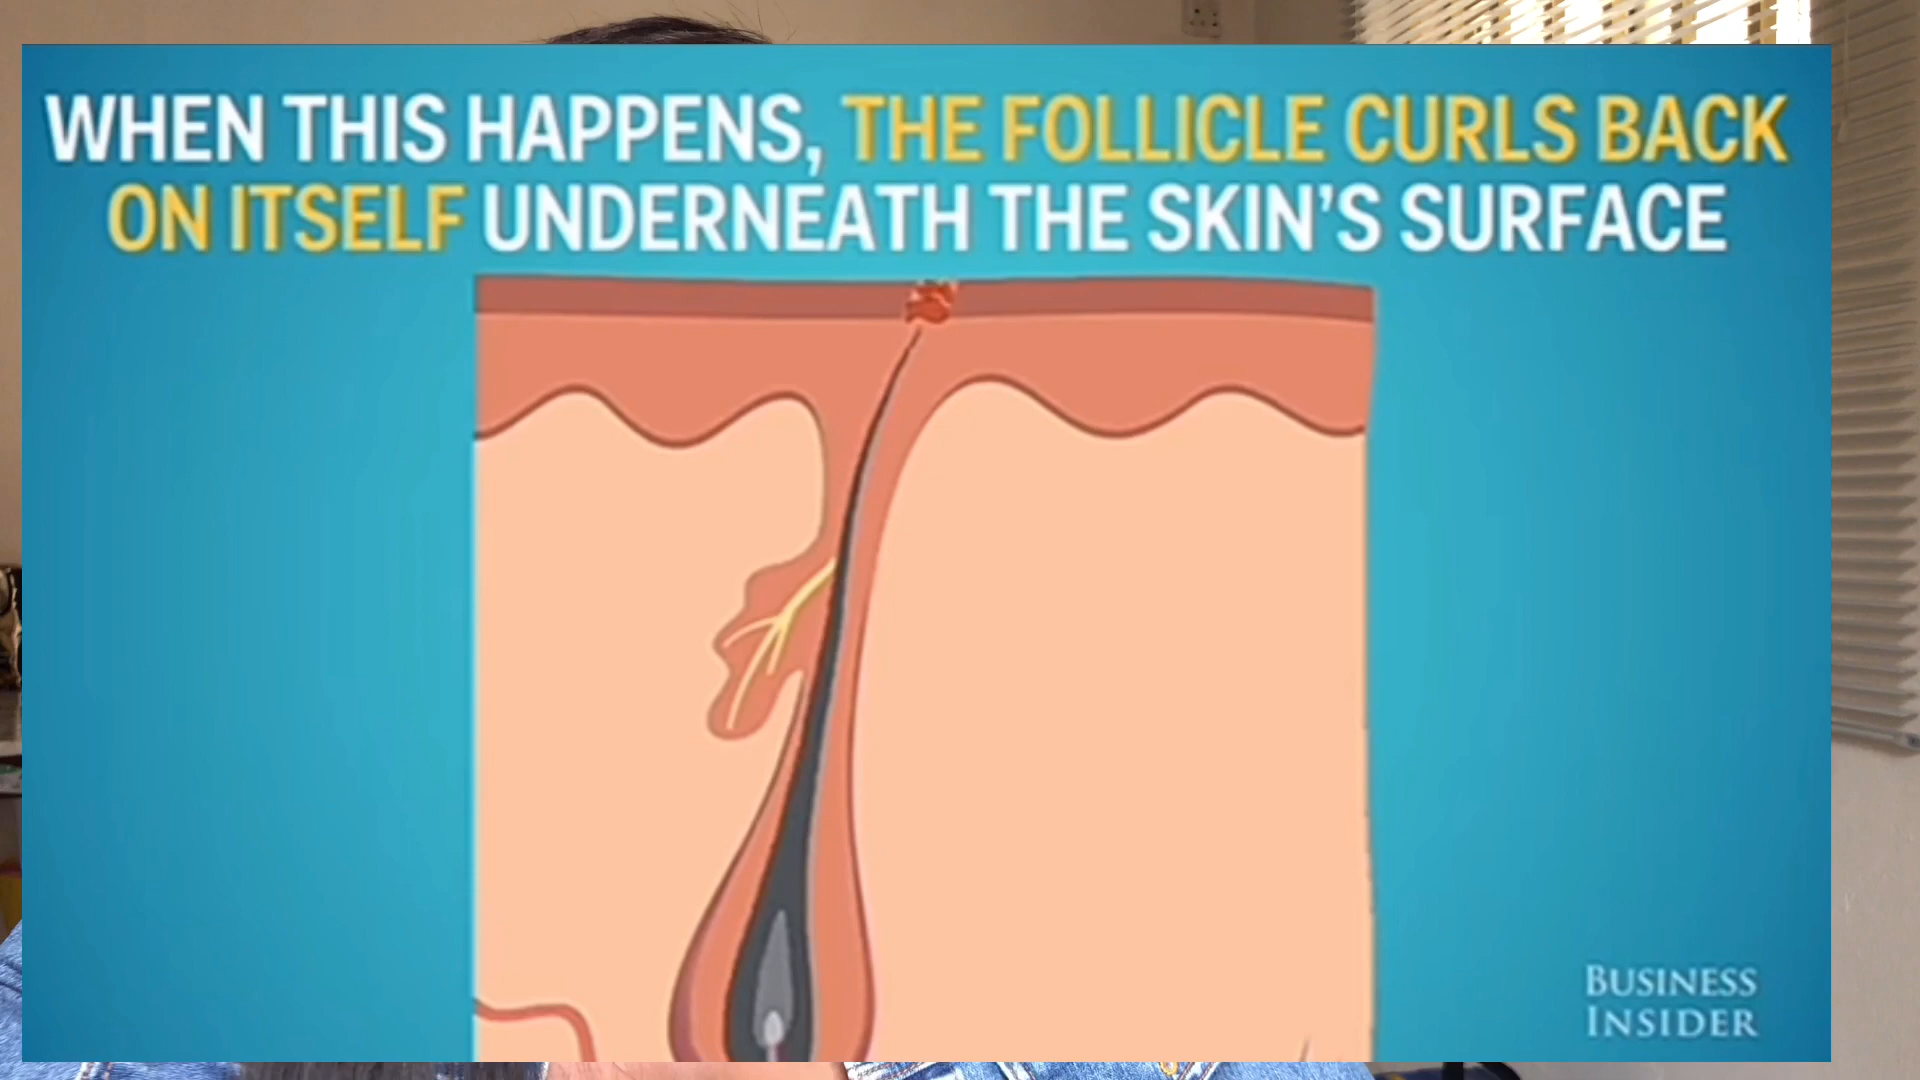 WHEN THIS HAPPENS, THE FOLLICLE CURLS BACK
ON ITSELF UNDERNEATH THE SKIN'S SURFACE
BUSINESS
INSIDER